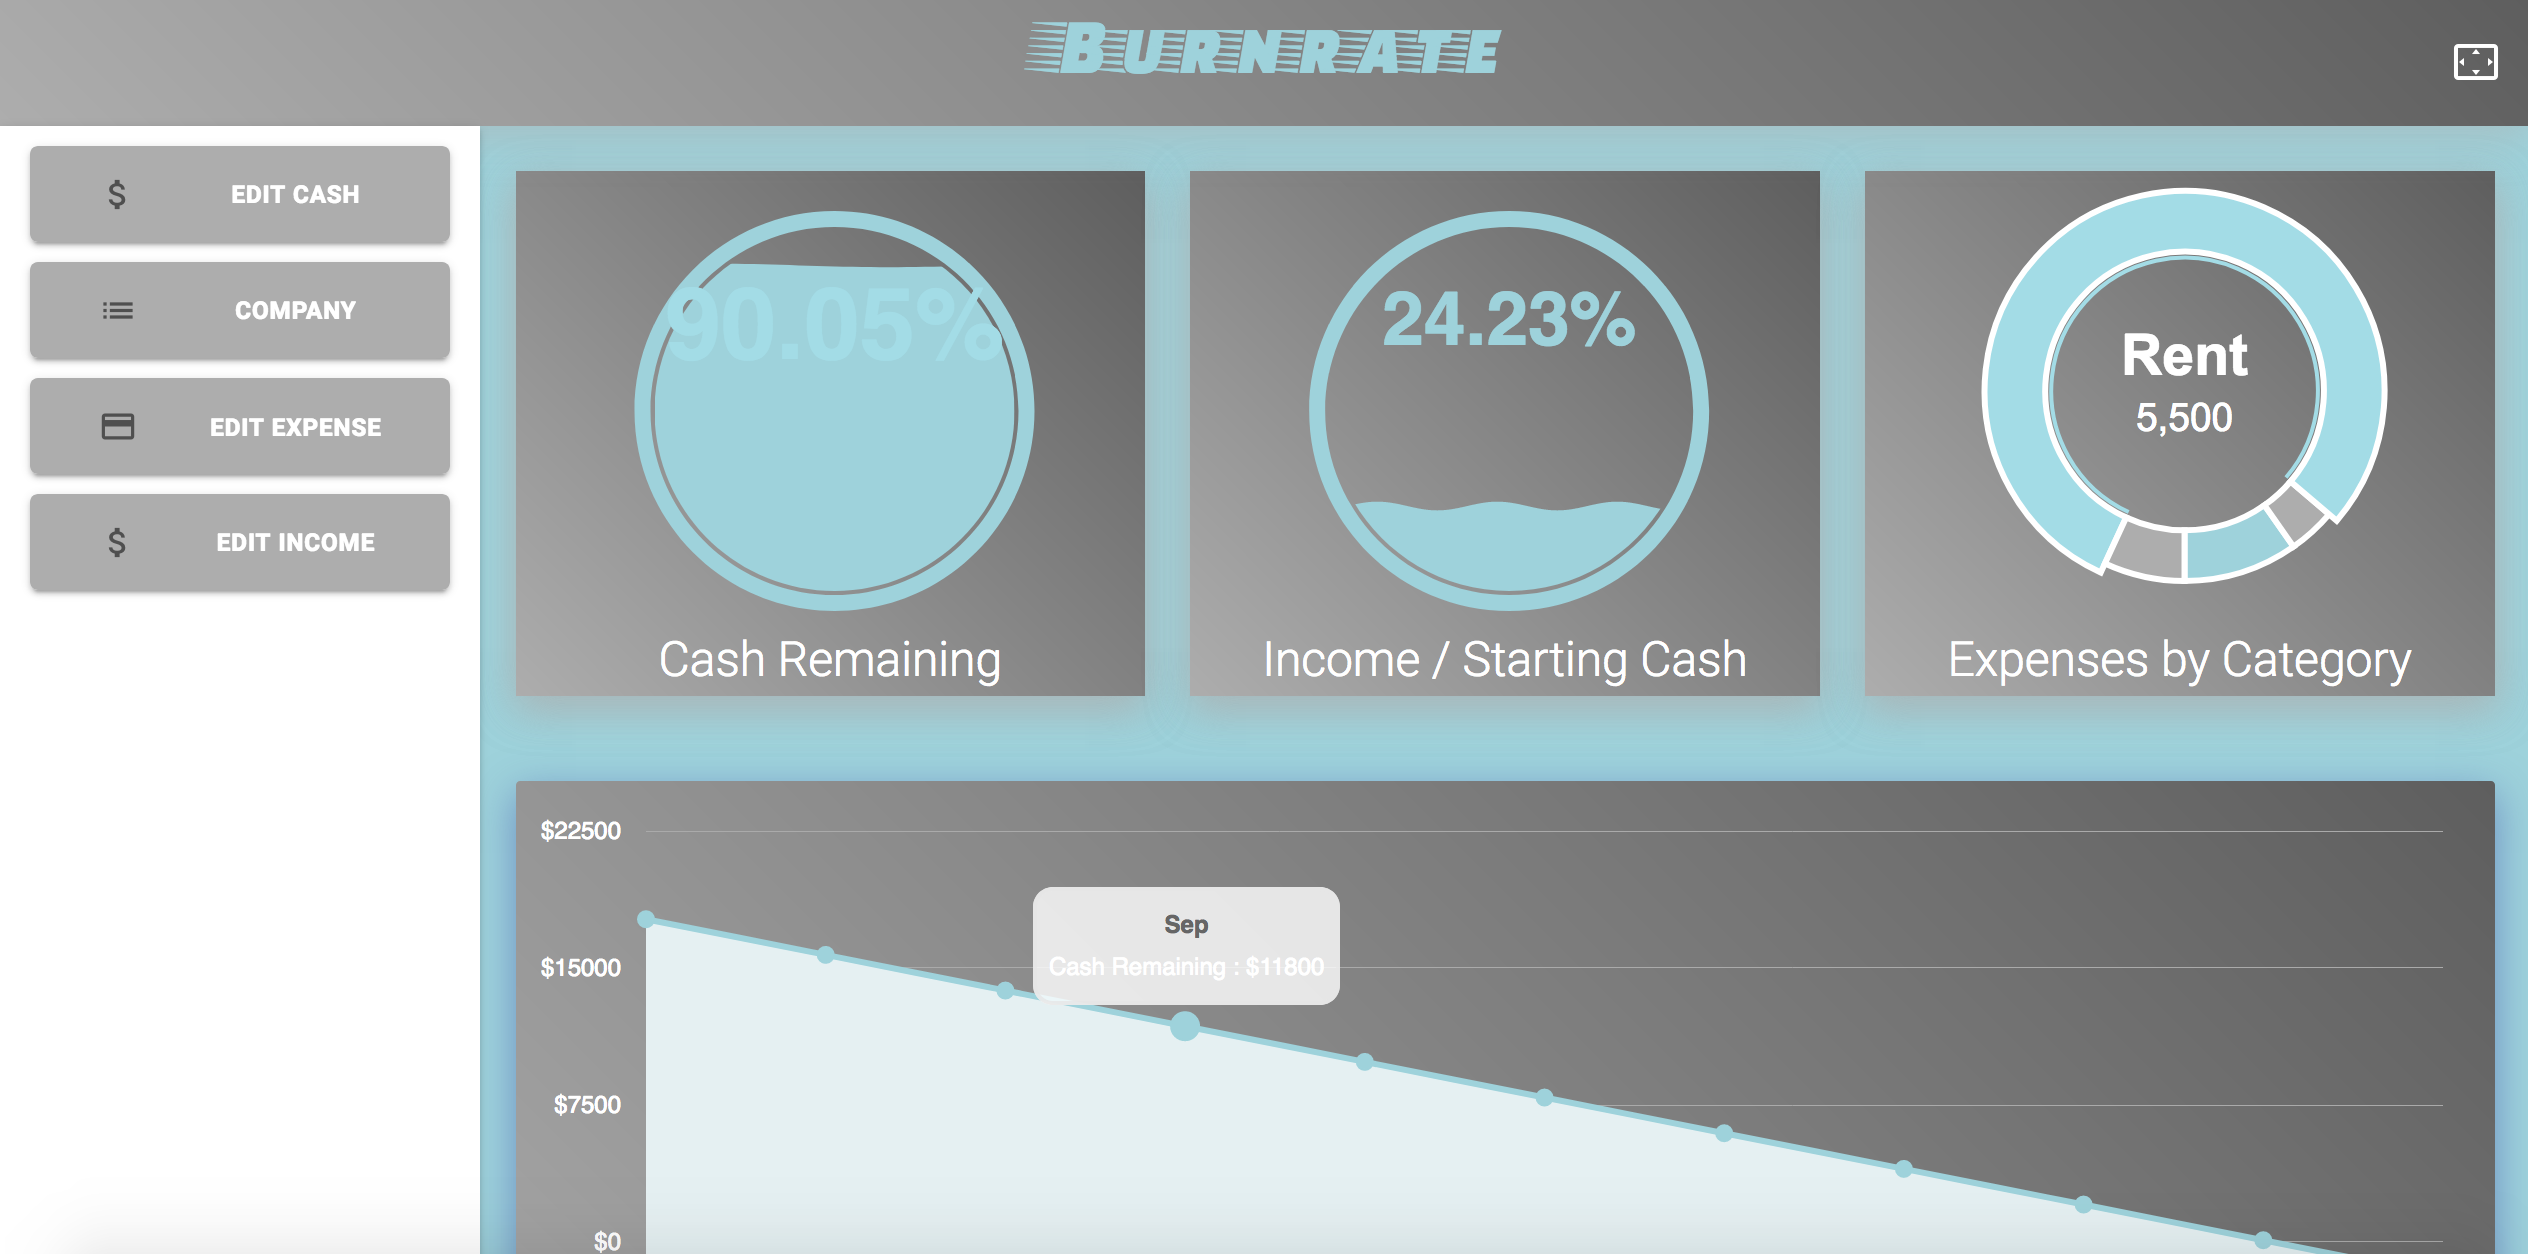 BURNRATE
EDIT CASH
COMPANY
EDIT EXPENSE
EDIT INCOME
90.05%
Cash Remaining
24.23%
Income / Starting Cash
Rent
5,500
Expenses by Category
$22500
$15000
$7500
$0
Sep
Cash Remaining : $11800